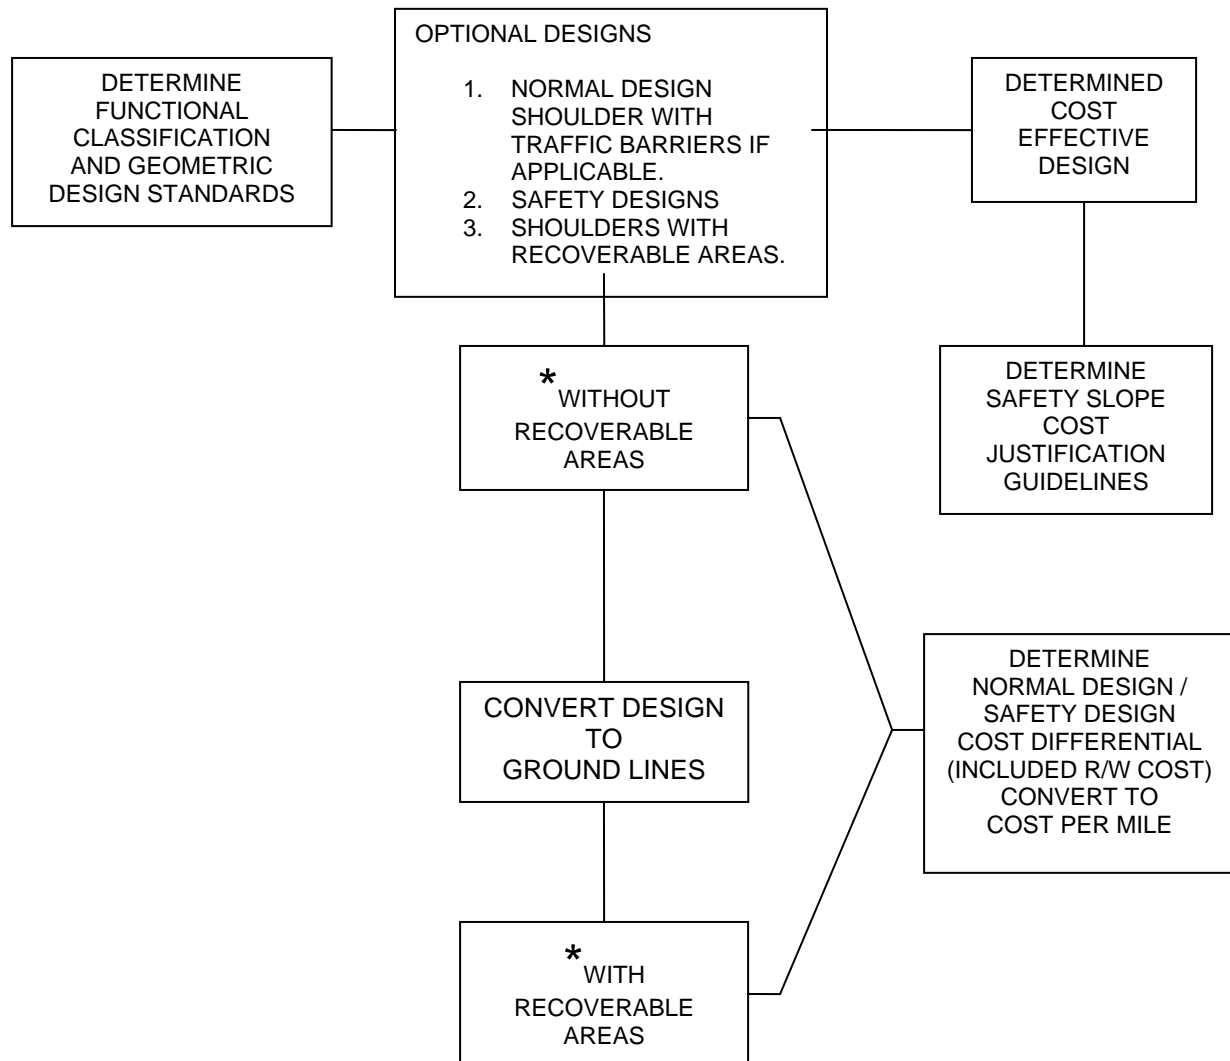 DETERMINE
FUNCTIONAL
CLASSIFICATION
AND GEOMETRIC
DESIGN STANDARDS
OPTIONAL DESIGNS
1. NORMAL DESIGN
SHOULDER WITH
TRAFFIC BARRIERS IF
APPLICABLE.
2. SAFETY DESIGNS
3. SHOULDERS WITH
RECOVERABLE AREAS.
DETERMINED
COST
EFFECTIVE
DESIGN
*WITHOUT
RECOVERABLE
AREAS
DETERMINE
SAFETY SLOPE
COST
JUSTIFICATION
GUIDELINES
CONVERT DESIGN
TO
GROUND LINES
DETERMINE
NORMAL DESIGN /
SAFETY DESIGN
COST DIFFERENTIAL
(INCLUDED R/W COST)
CONVERT TO
COST PER MILE
*WITH
RECOVERABLE
AREAS